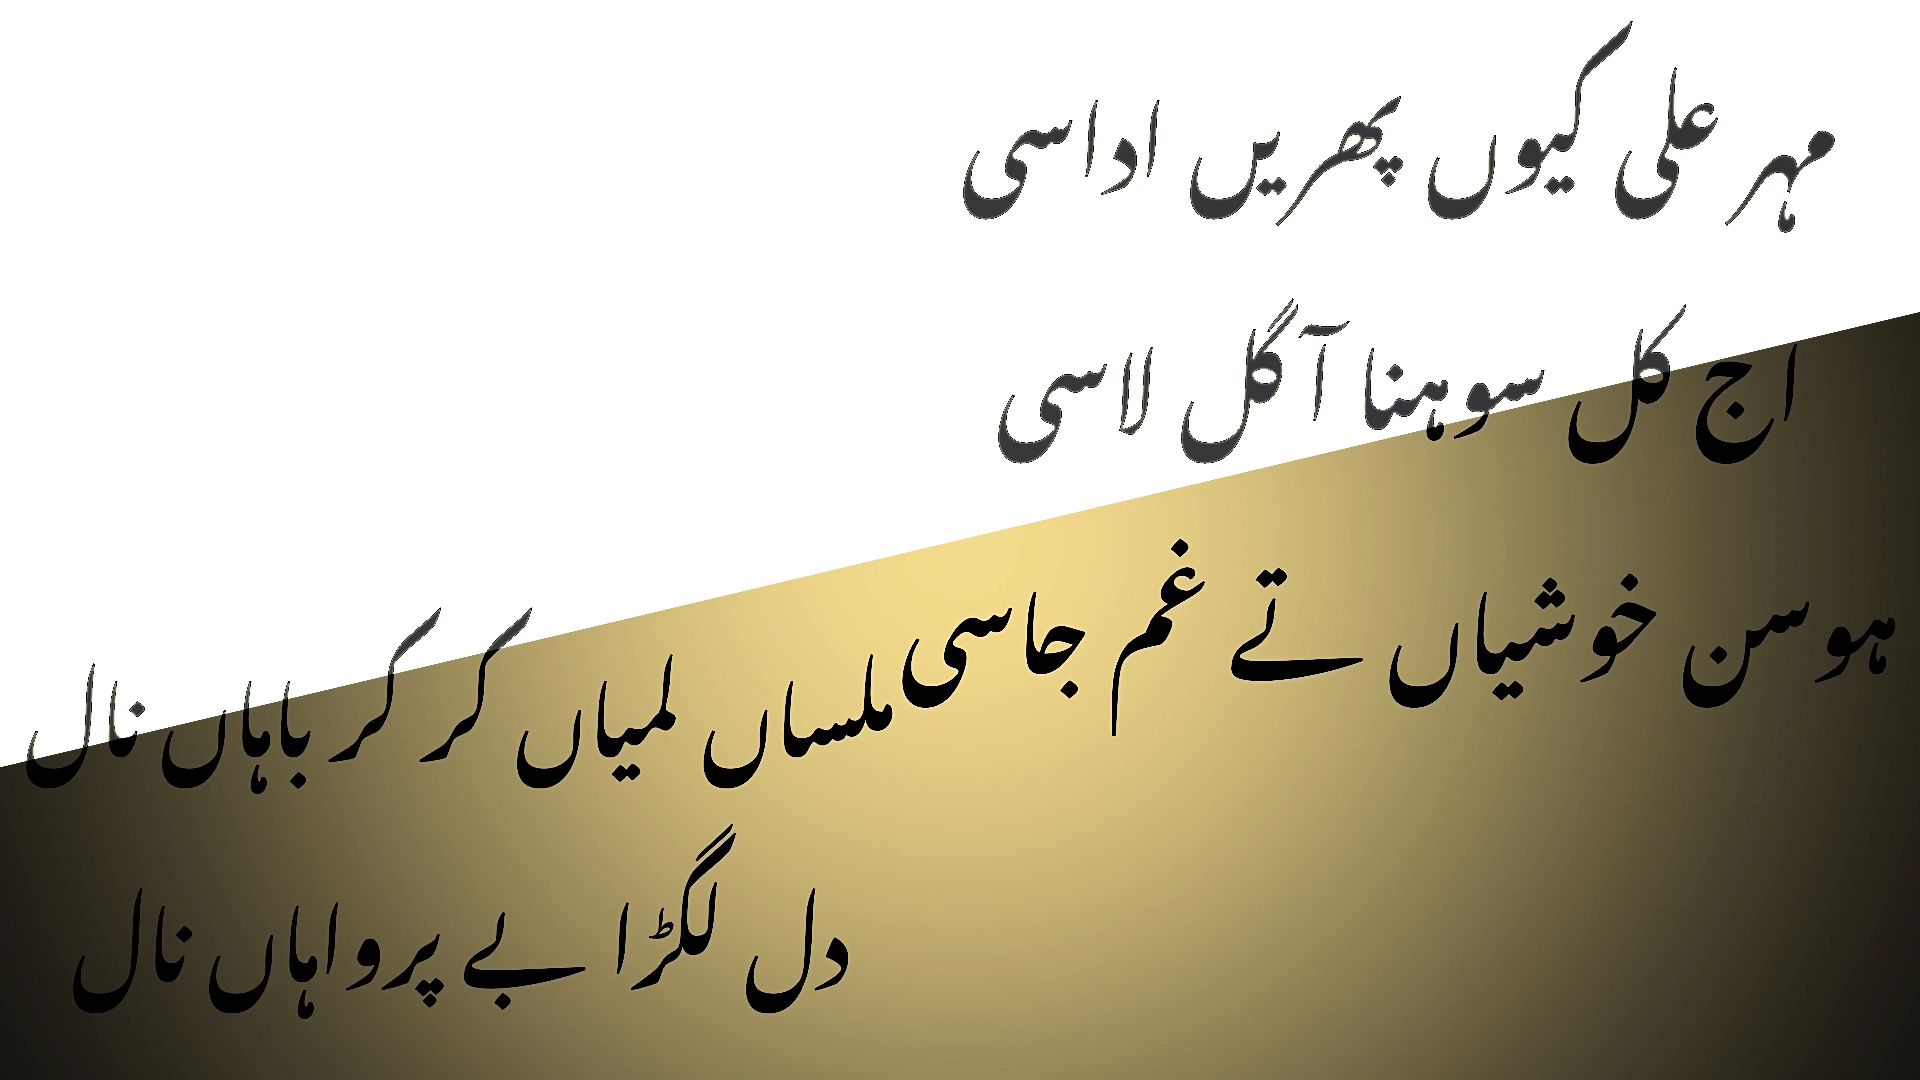 مہر علی کیوں پھریں اداسی
اج کل سوہنا آ گل لاسی
ہوسن خوشیاں تے غم جاسی
ملساں لمیاں کر کر باہاں نال
دل لگڑا بے پرواہاں نال